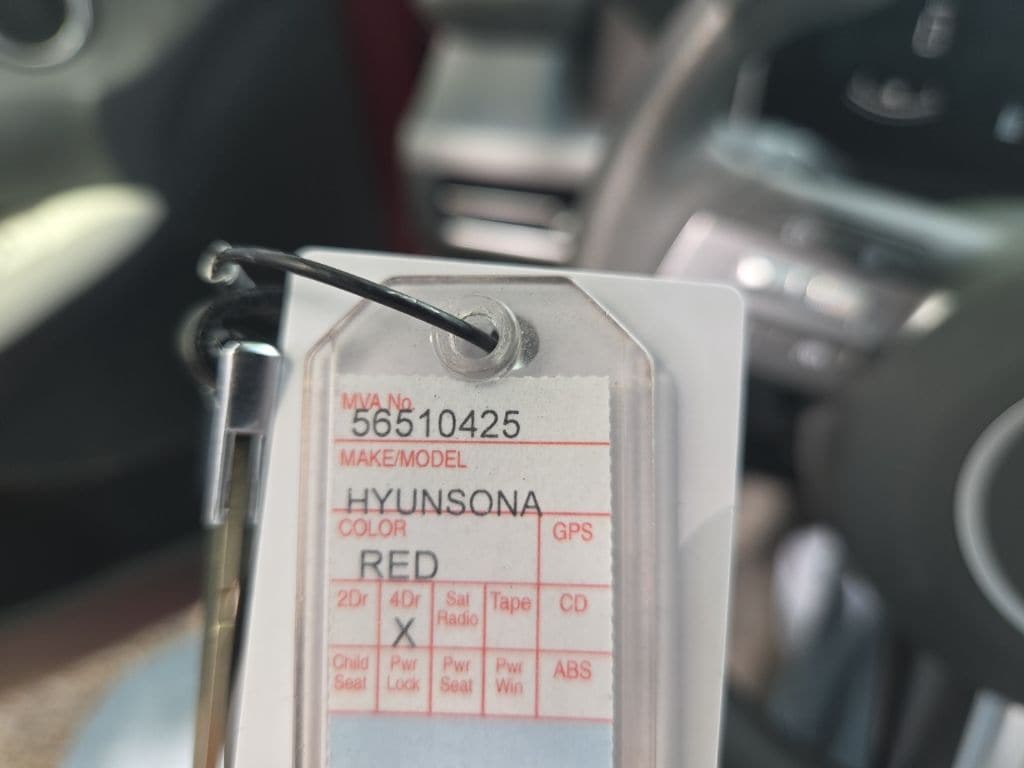 MVA No.
56510425
MAKE/MODEL
HYUNSONA
COLOR
GPS
RED
2Dr 4Dr Sat Radio Tape CD
X
Child Seat Pwr Lock Pwr Seat Pwr Win ABS